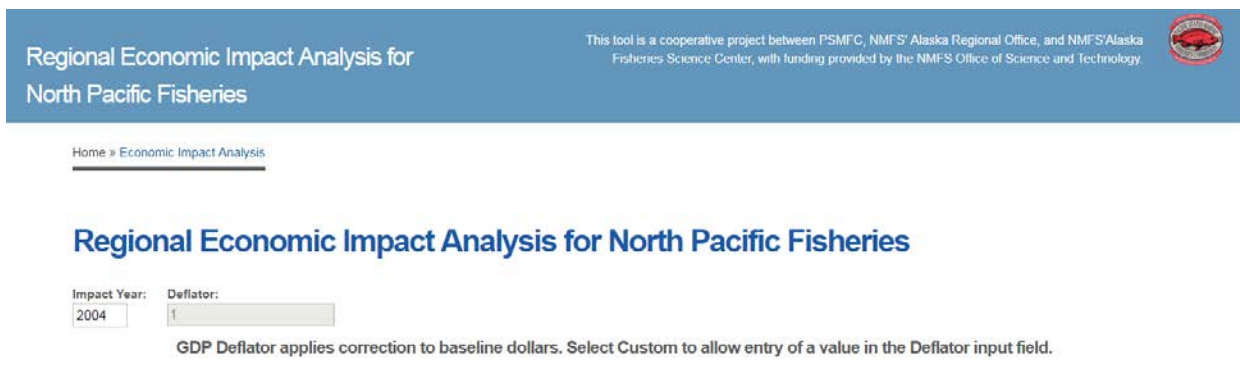 Regional Economic Impact Analysis for
North Pacific Fisheries
This tool is a cooperative project between PSMFC, NMFS' Alaska Regional Office, and NMFS'Alaska
Fisheries Science Center, with funding provided by the NMFS Office of Science and Technology.
Home » Economic Impact Analysis
Regional Economic Impact Analysis for North Pacific Fisheries
Impact Year: Deflator:
2004 1
GDP Deflator applies correction to baseline dollars. Select Custom to allow entry of a value in the Deflator input field.